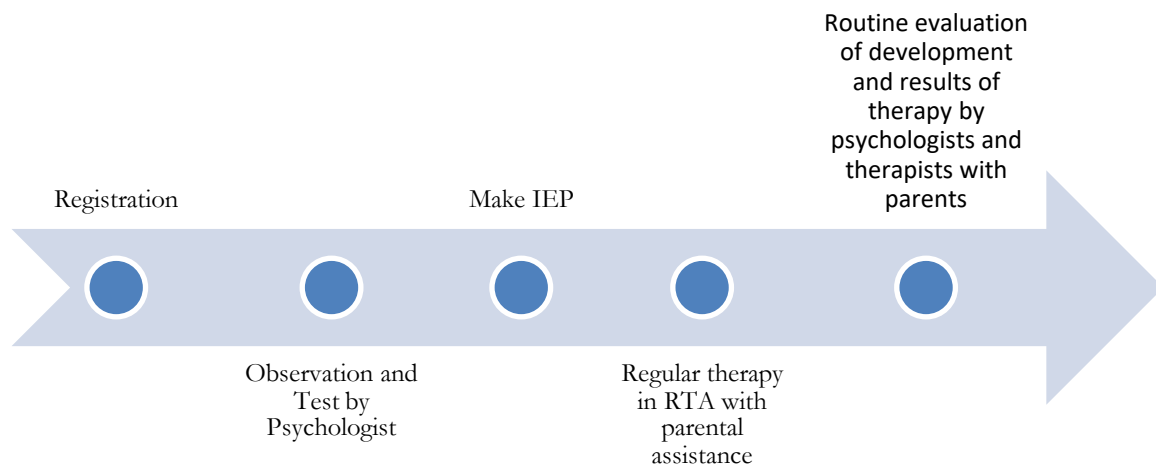 Registration
Observation and
Test by
Psychologist
Make IEP
Regular therapy
in RTA with
parental
assistance
Routine evaluation
of development
and results of
therapy by
psychologists and
therapists with
parents